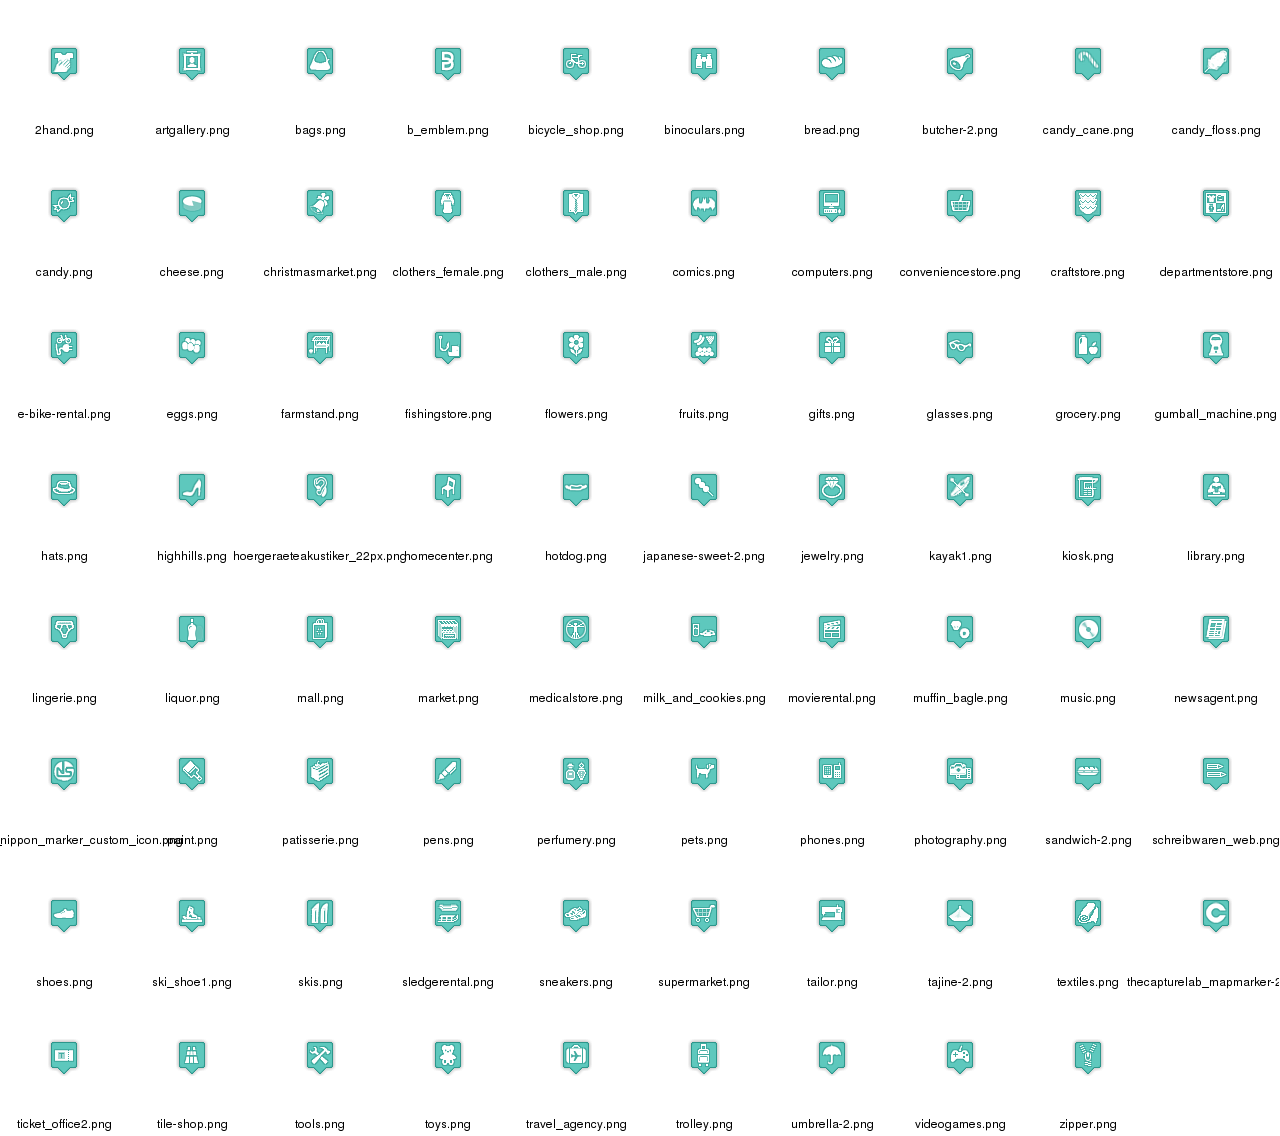 2hand.png artgallery.png bags.png b_emblem.png bicycle_shop.png binoculars.png bread.png butcher-2.png candy_cane.png candy_floss.png
candy.png cheese.png christmasmarket.png clothers_female.png clothers_male.png comics.png computers.png conveniencestore.png craftstore.png departmentstore.png
e-bike-rental.png eggs.png farmstand.png fishingstore.png flowers.png fruits.png gifts.png glasses.png grocery.png gumball_machine.png
hats.png highhills.png hoergeraeteakustiker_22px.png homecenter.png hotdog.png japanese-sweet-2.png jewelry.png kayak1.png kiosk.png library.png
lingerie.png liquor.png mall.png market.png medicalstore.png milk_and_cookies.png movierental.png muffin_bagle.png music.png newsagent.png
_nippon_marker_custom_icon.png paint.png patisserie.png pens.png perfumery.png pets.png phones.png photography.png sandwich-2.png schreibwaren_web.png
shoes.png ski_shoe1.png skis.png sledgerental.png sneakers.png supermarket.png tailor.png tajine-2.png textiles.png thecapturelab_mapmarker-2
ticket_office2.png tile-shop.png tools.png toys.png travel_agency.png trolley.png umbrella-2.png videogames.png zipper.png